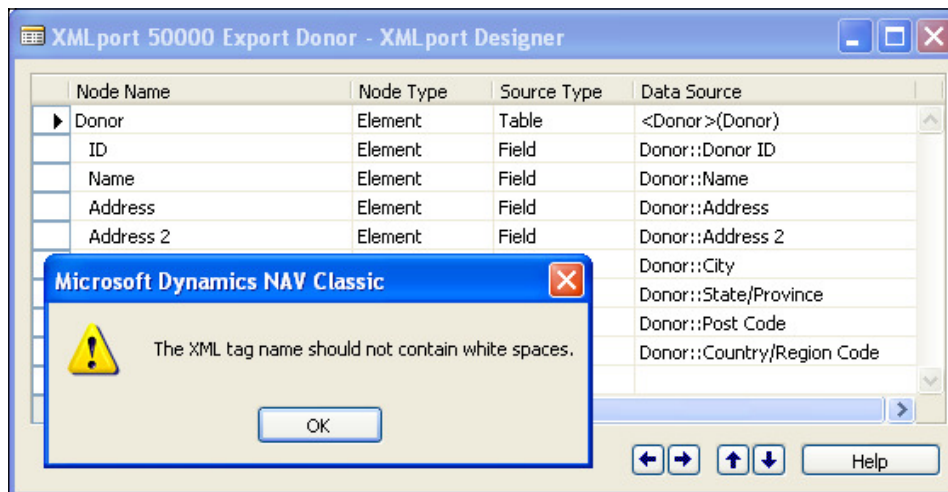 XMLport 50000 Export Donor - XMLport Designer
Node Name Node Type Source Type Data Source
Donor Element Table <Donor>(Donor)
ID Element Field Donor::Donor ID
Name Element Field Donor::Name
Address Element Field Donor::Address
Address 2 Element Field Donor::Address 2
Donor::City
Donor::State/Province
Donor::Post Code
Donor::Country/Region Code
Microsoft Dynamics NAV Classic
The XML tag name should not contain white spaces.
OK
Help